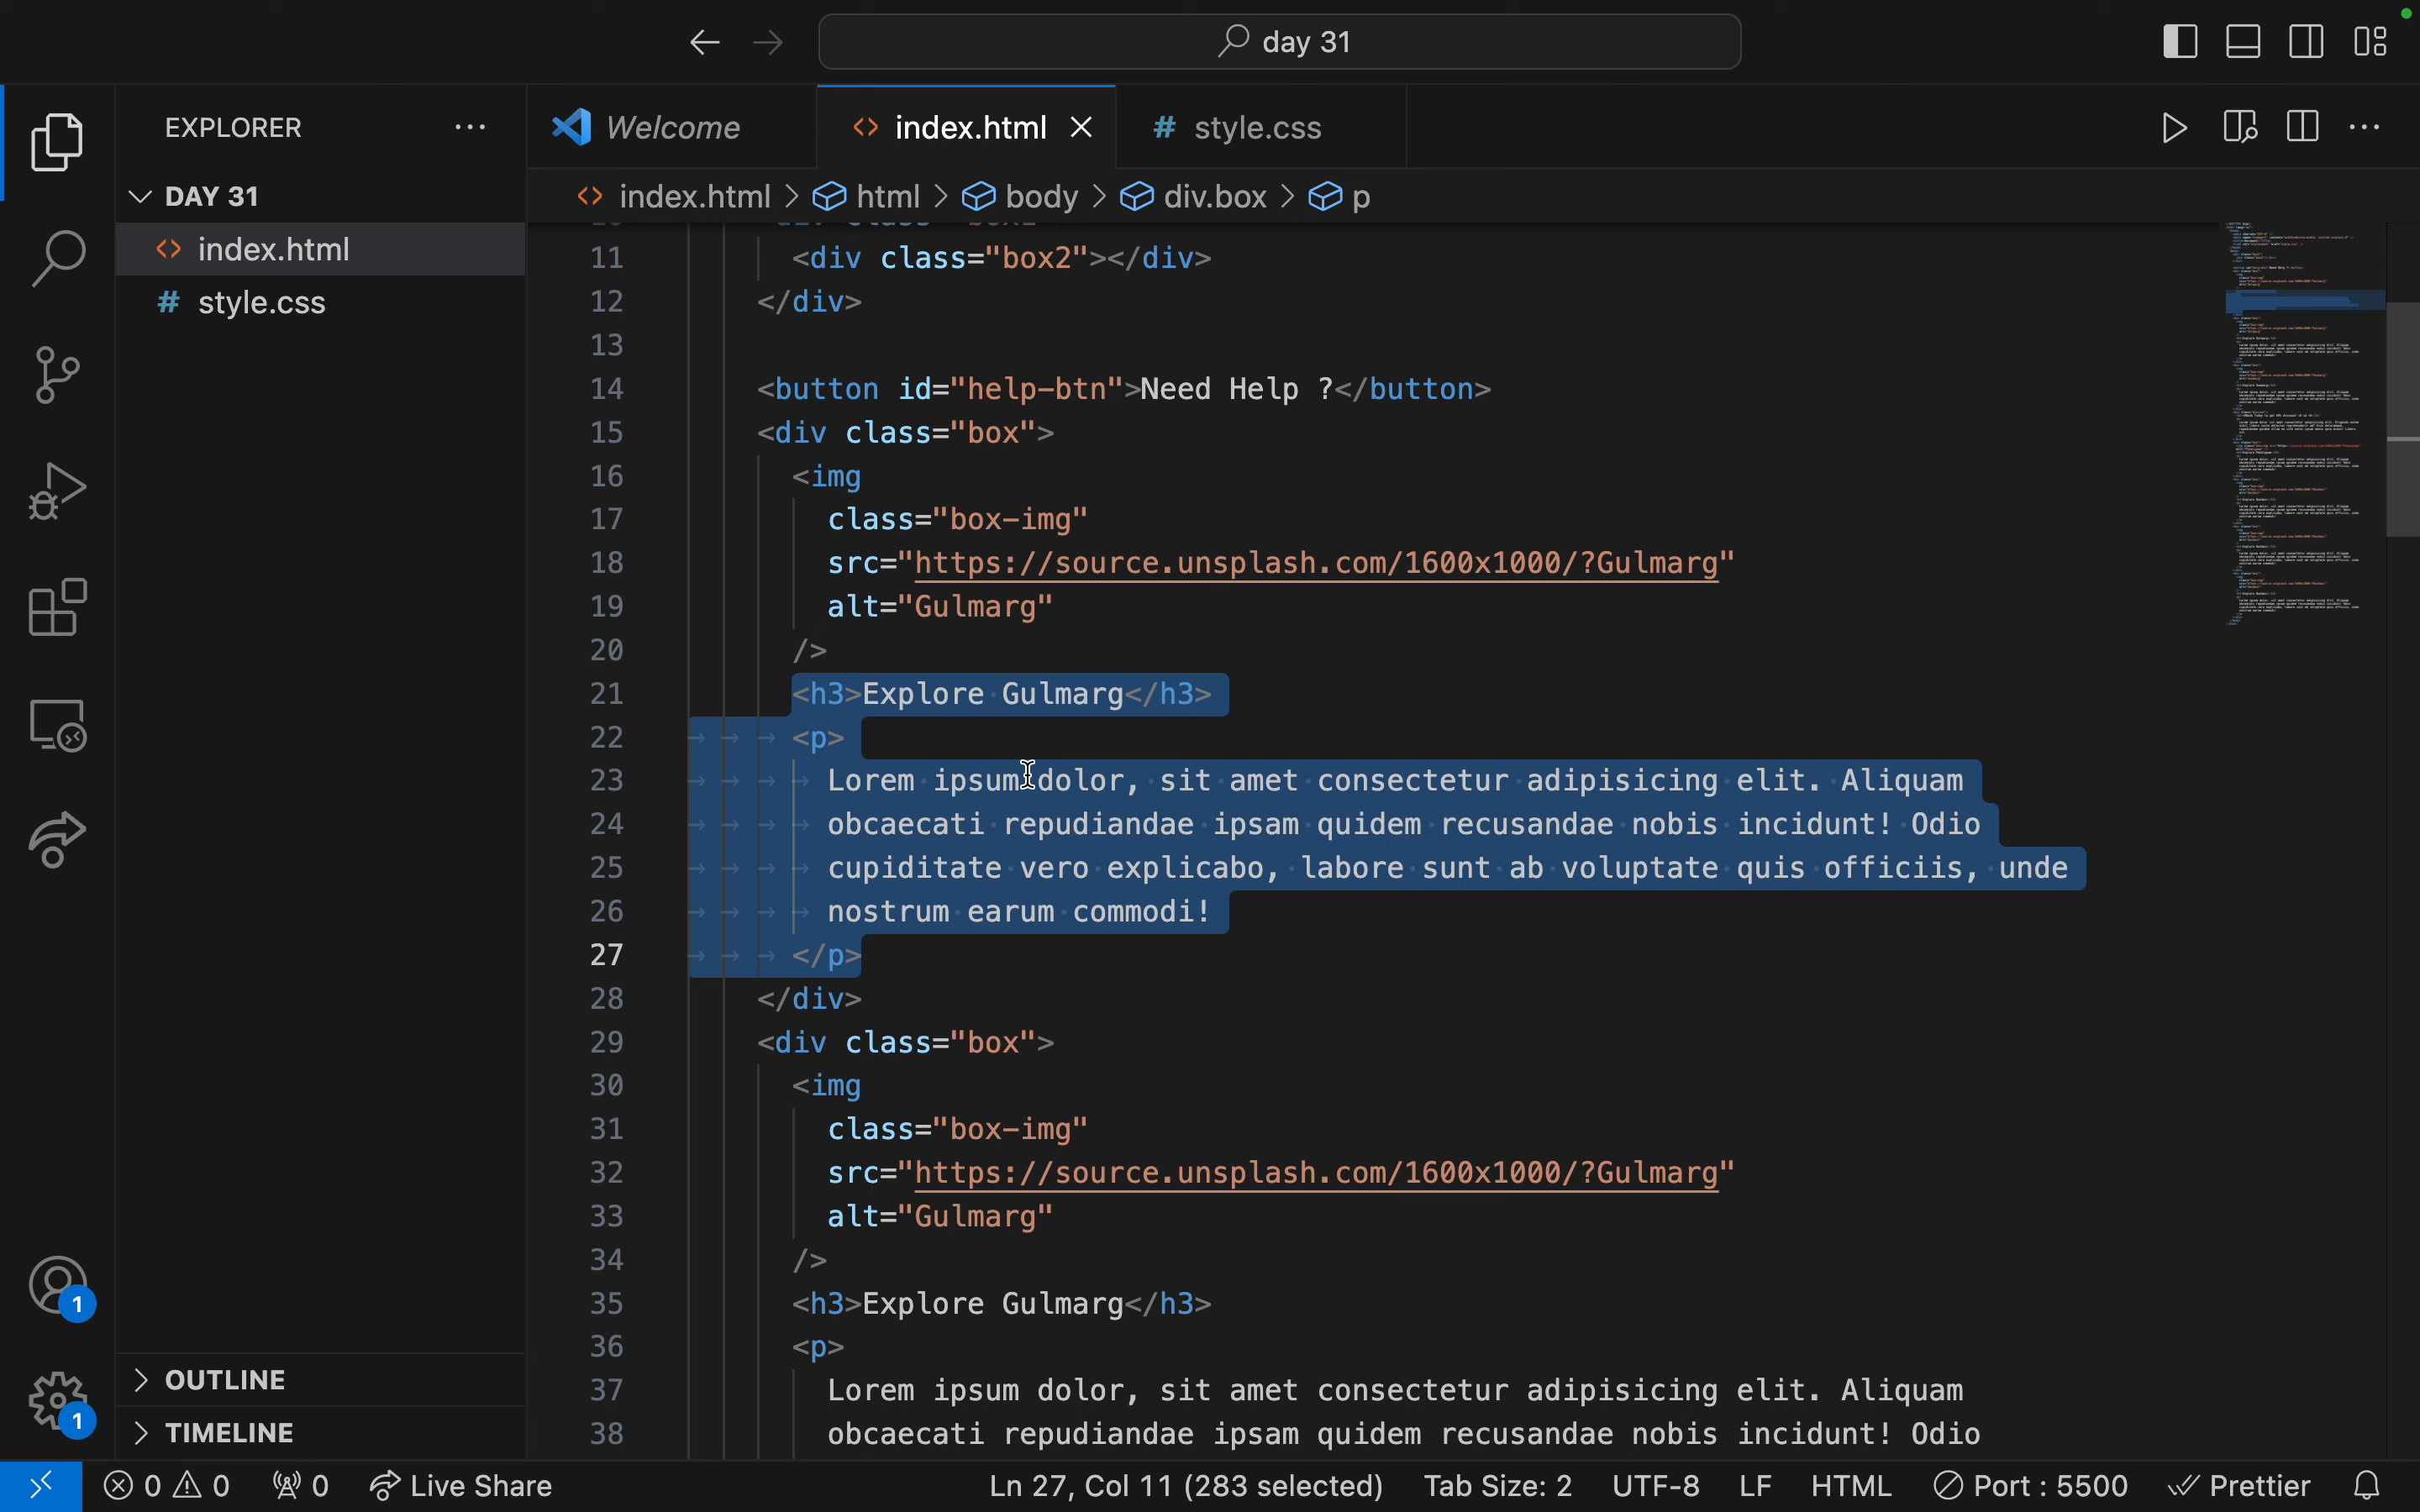 day 31
EXPLORER
Welcome
index.html
style.css
DAY 31
index.html
style.css
index.html > html > body > div.box > p
11 <div class="box2"></div>
12 </div>
13
14 <button id="help-btn">Need Help ?</button>
15 <div class="box">
16 <img
17 class="box-img"
18 src="https://source.unsplash.com/1600x1000/?Gulmarg"
19 alt="Gulmarg"
20 />
21 <h3>Explore Gulmarg</h3>
22 <p>
23 Lorem ipsum dolor, sit amet consectetur adipisicing elit. Aliquam
24 obcaecati repudiandae ipsam quidem recusandae nobis incidunt! Odio
25 cupiditate vero explicabo, labore sunt ab voluptate quis officiis, unde
26 nostrum earum commodi!
27 </p>
28 </div>
29 <div class="box">
30 <img
31 class="box-img"
32 src="https://source.unsplash.com/1600x1000/?Gulmarg"
33 alt="Gulmarg"
34 />
35 <h3>Explore Gulmarg</h3>
36 <p>
37 Lorem ipsum dolor, sit amet consectetur adipisicing elit. Aliquam
38 obcaecati repudiandae ipsam quidem recusandae nobis incidunt! Odio
1
1
OUTLINE
TIMELINE
0 0 0 Live Share Ln 27, Col 11 (283 selected) Tab Size: 2 UTF-8 LF HTML Port : 5500 Prettier